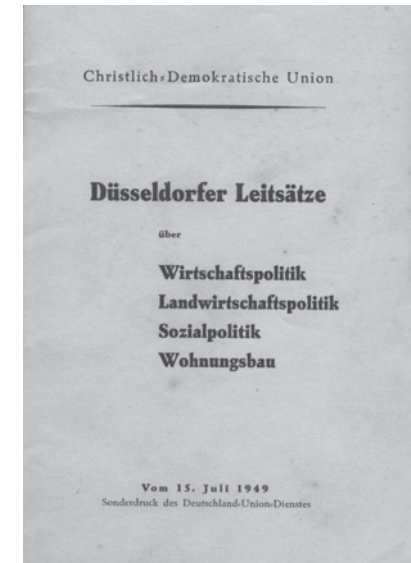 Christlich-Demokratische Union
Düsseldorfer Leitsätze
über
Wirtschaftspolitik
Landwirtschaftspolitik
Sozialpolitik
Wohnungsbau
Vom 15. Juli 1949
Sonderdruck des Deutschland-Union-Dienstes